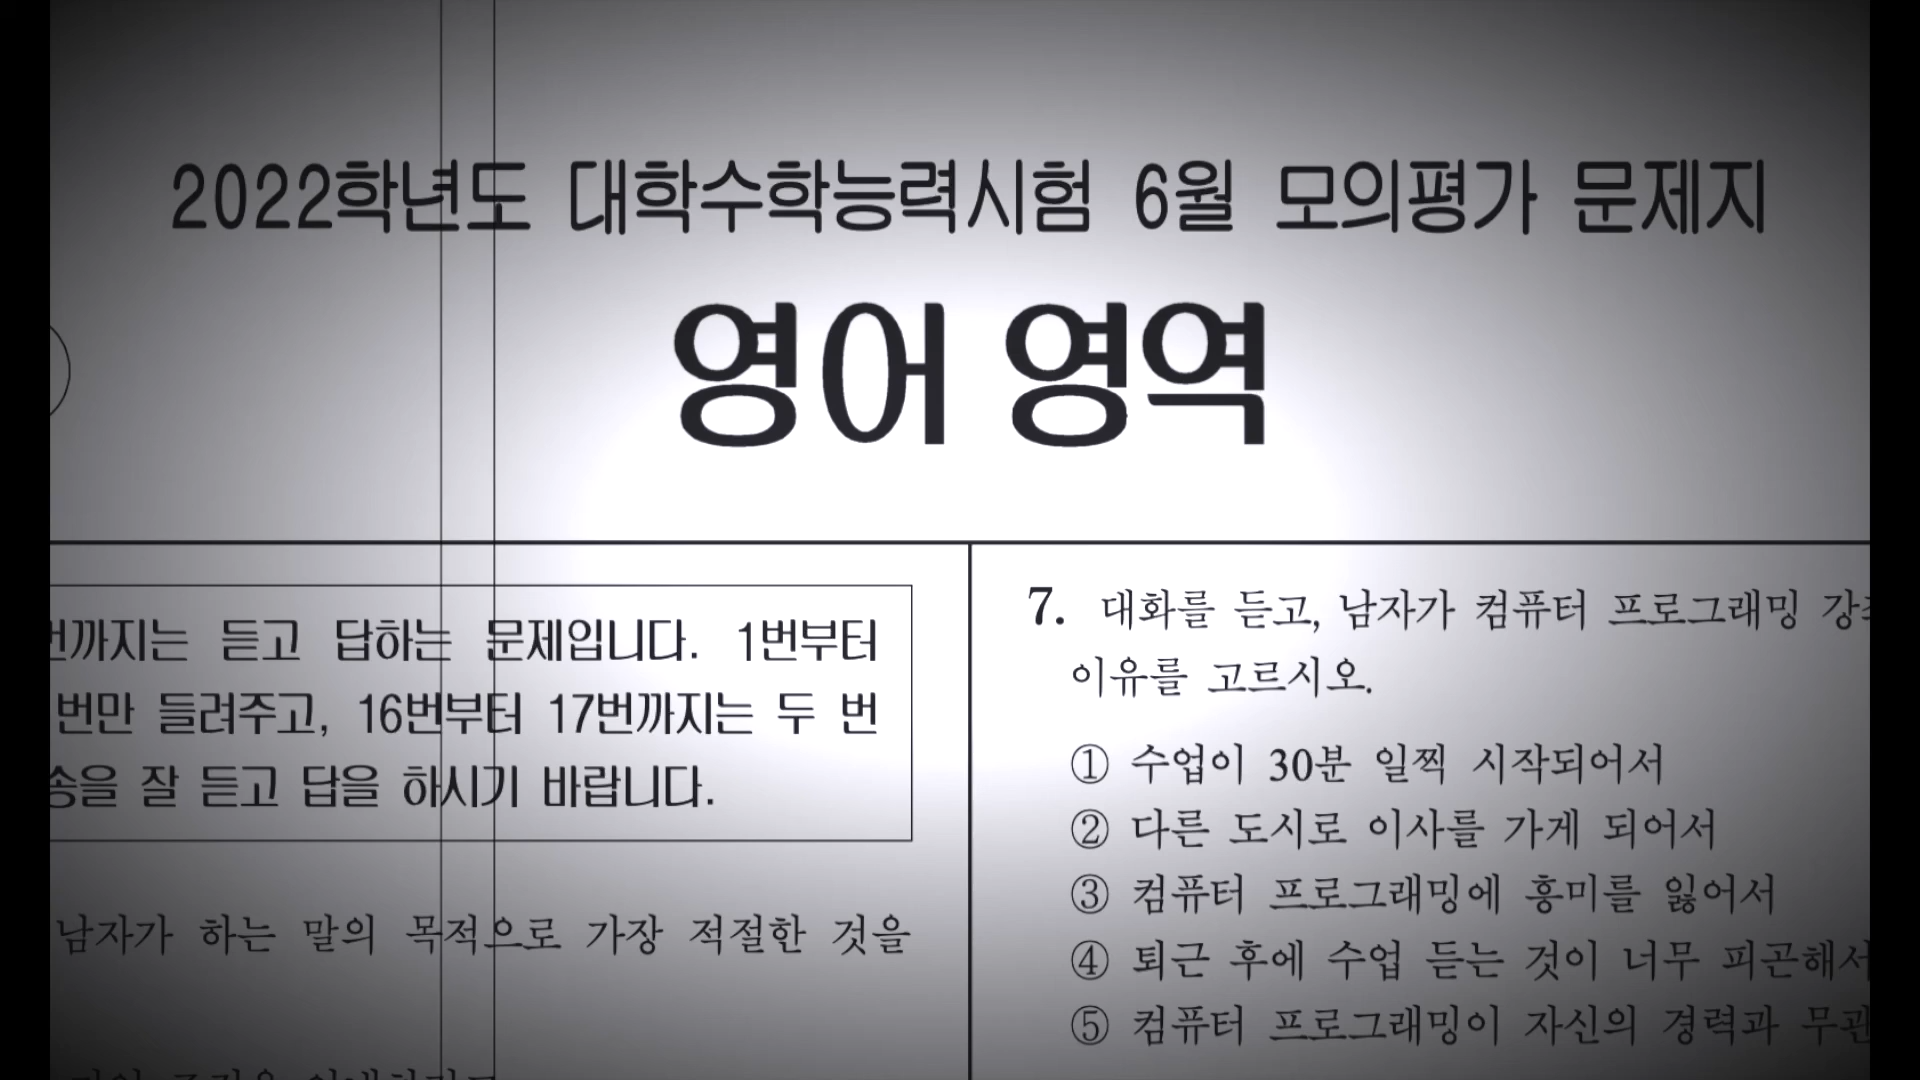 2022학년도 대학수학능력시험 6월 모의평가 문제지
영어 영역
듣고 답하는 문제입니다. 1번부터
번만 들려주고, 16번부터 17번까지는 두 번
잘 듣고 답을 하시기 바랍니다.
남자가 하는 말의 목적으로 가장 적절한 것을
7. 대화를 듣고, 남자가 컴퓨터 프로그래밍
이유를 고르시오.
① 수업이 30분 일찍 시작되어서
② 다른 도시로 이사를 가게 되어서
③ 컴퓨터 프로그래밍에 흥미를 잃어서
④ 퇴근 후에 수업 듣는 것이 너무 피곤해서
⑤ 컴퓨터 프로그래밍이 자신의 경력과